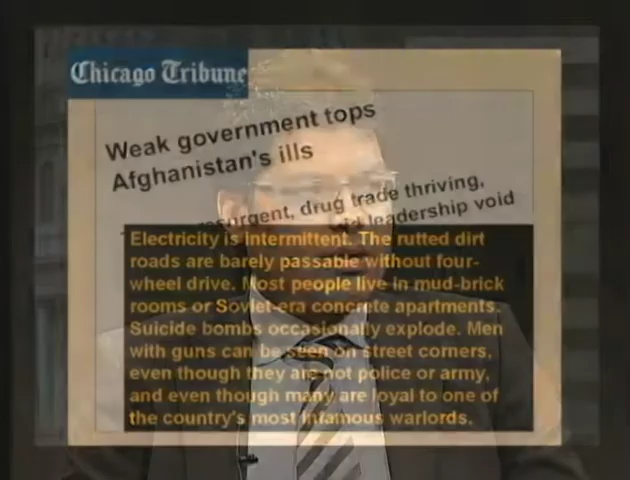 Chicago Tribune
Weak government tops
Afghanistan's ills
drug trade thriving,
leadership void
Electricity is intermittent. The rutted dirt
roads are barely passable without four-
wheel drive. Most people live in mud-brick
rooms or Soviet-era concrete apartments.
Suicide bombs occasionally explode. Men
with guns can be seen on street corners,
even though they are not police or army,
and even though many are loyal to one of
the country's most infamous warlords.